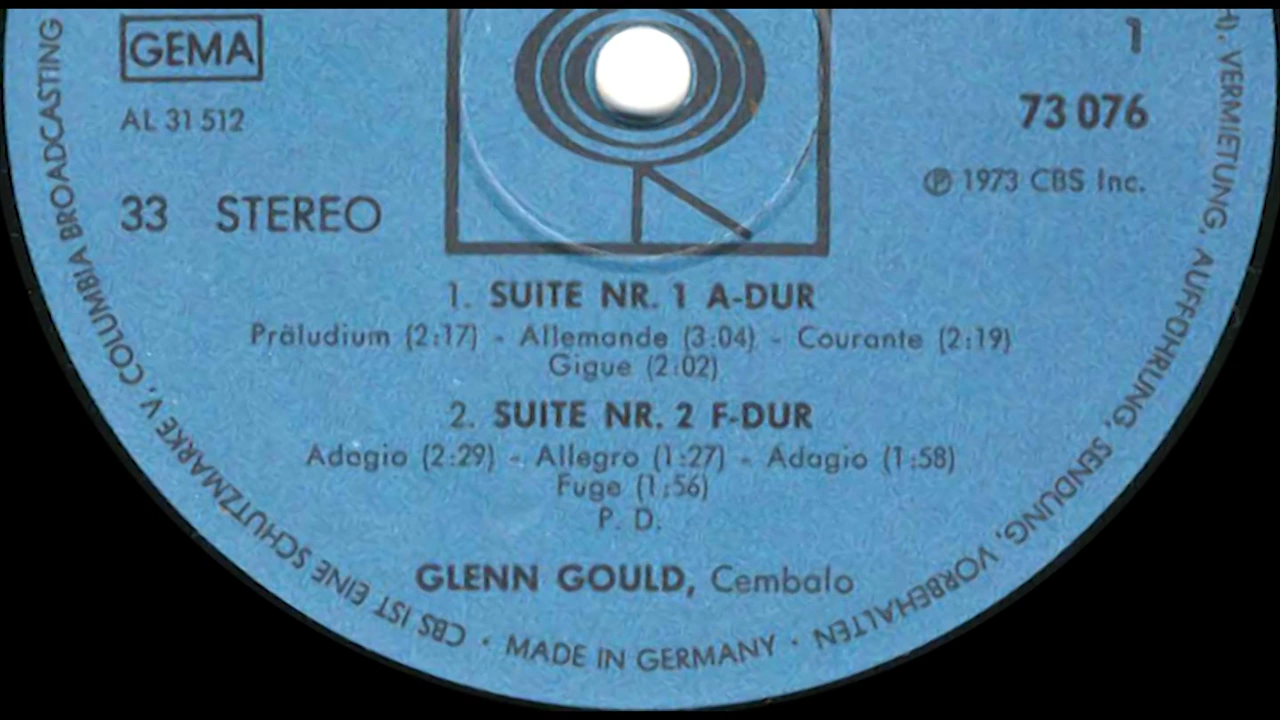 GEMA
1
AL 31 512
73 076
℗ 1973 CBS Inc.
33 STEREO
1. SUITE NR. 1 A-DUR
Präludium (2:17) - Allemande (3:04) - Courante (2:19)
Gigue (2:02)
2. SUITE NR. 2 F-DUR
Adagio (2:29) - Allegro (1:27) - Adagio (1:58)
Fuge (1:56)
P. D.
GLENN GOULD, Cembalo
VERMIETUNG, AUFFÜHRUNG, SENDUNG, VORBEHALTEN · MADE IN GERMANY · CBS IST EINE SCHUTZMARKE V. COLUMBIA BROADCASTING